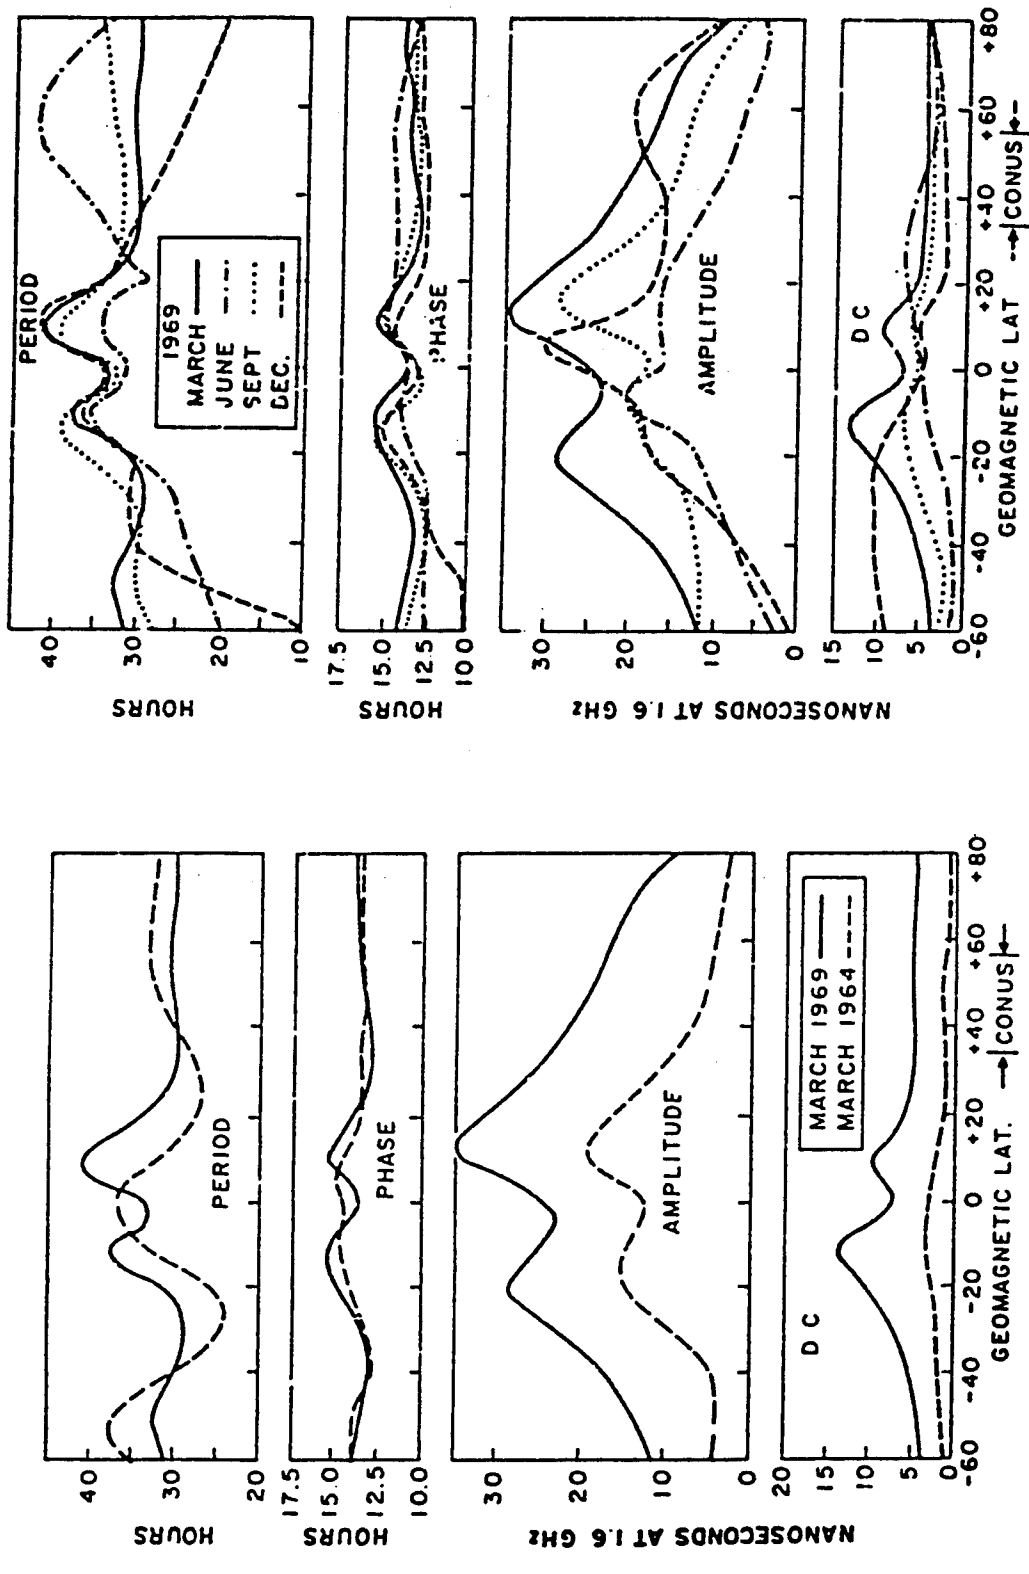 40
30
20
HOURS
PERIOD
17.5
15.0
12.5
10.0
HOURS
PHASE
30
20
10
0
NANOSECONDS AT 1.6 GHz
AMPLITUDE
20
15
10
5
0
DC
MARCH 1969
MARCH 1964
-60 -40 -20 0 +20 +40 +60 +80
GEOMAGNETIC LAT. →|CONUS|←
40
30
20
10
HOURS
PERIOD
1969
MARCH
JUNE
SEPT
DEC.
17.5
15.0
12.5
10.0
HOURS
PHASE
30
20
10
0
NANOSECONDS AT 1.6 GHz
AMPLITUDE
15
10
5
0
DC
-60 -40 -20 0 +20 +40 +60 +80
GEOMAGNETIC LAT →|CONUS|←